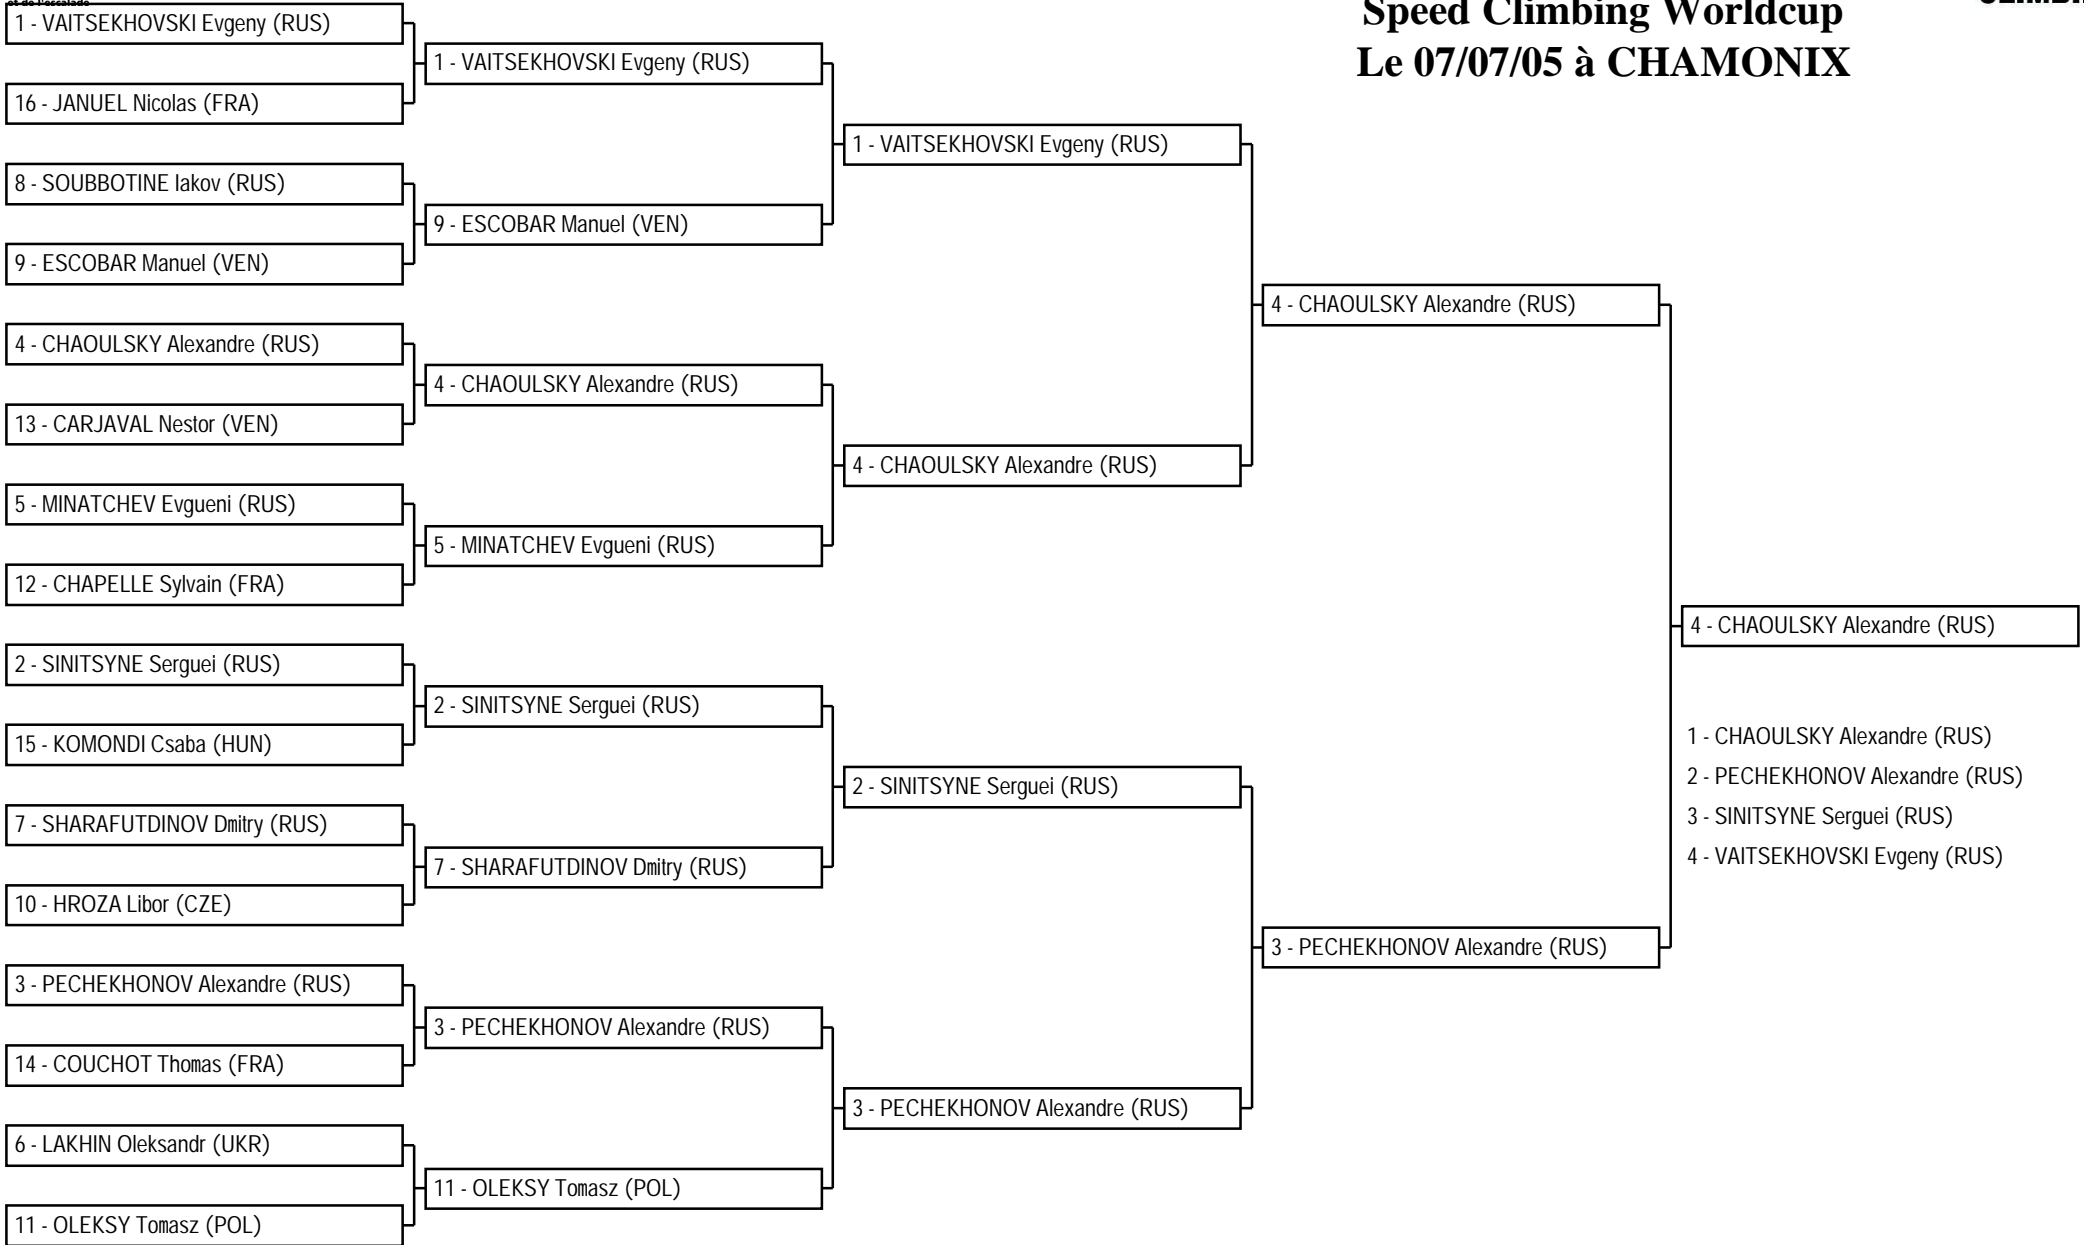 et de l'escalade
Speed Climbing Worldcup
Le 07/07/05 à CHAMONIX
1 - VAITSEKHOVSKI Evgeny (RUS)
16 - JANUEL Nicolas (FRA)
8 - SOUBBOTINE Iakov (RUS)
9 - ESCOBAR Manuel (VEN)
4 - CHAOULSKY Alexandre (RUS)
13 - CARJAVAL Nestor (VEN)
5 - MINATCHEV Evgueni (RUS)
12 - CHAPELLE Sylvain (FRA)
2 - SINITSYNE Serguei (RUS)
15 - KOMONDI Csaba (HUN)
7 - SHARAFUTDINOV Dmitry (RUS)
10 - HROZA Libor (CZE)
3 - PECHEKHONOV Alexandre (RUS)
14 - COUCHOT Thomas (FRA)
6 - LAKHIN Oleksandr (UKR)
11 - OLEKSY Tomasz (POL)
1 - VAITSEKHOVSKI Evgeny (RUS)
9 - ESCOBAR Manuel (VEN)
4 - CHAOULSKY Alexandre (RUS)
5 - MINATCHEV Evgueni (RUS)
2 - SINITSYNE Serguei (RUS)
7 - SHARAFUTDINOV Dmitry (RUS)
3 - PECHEKHONOV Alexandre (RUS)
11 - OLEKSY Tomasz (POL)
1 - VAITSEKHOVSKI Evgeny (RUS)
4 - CHAOULSKY Alexandre (RUS)
2 - SINITSYNE Serguei (RUS)
3 - PECHEKHONOV Alexandre (RUS)
4 - CHAOULSKY Alexandre (RUS)
3 - PECHEKHONOV Alexandre (RUS)
4 - CHAOULSKY Alexandre (RUS)
1 - CHAOULSKY Alexandre (RUS)
2 - PECHEKHONOV Alexandre (RUS)
3 - SINITSYNE Serguei (RUS)
4 - VAITSEKHOVSKI Evgeny (RUS)